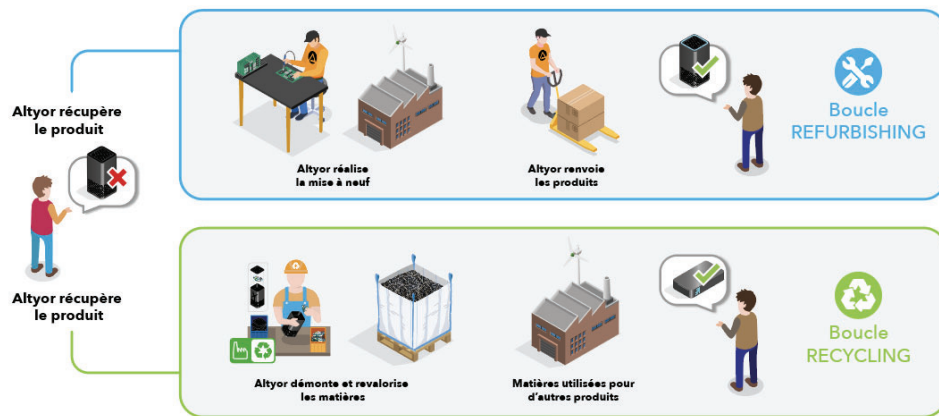 Altyor récupère
le produit
Altyor réalise
la mise à neuf
Altyor renvoie
les produits
Boucle
REFURBISHING
Altyor récupère
le produit
Altyor démonte et revalorise
les matières
Matières utilisées pour
d'autres produits
Boucle
RECYCLING